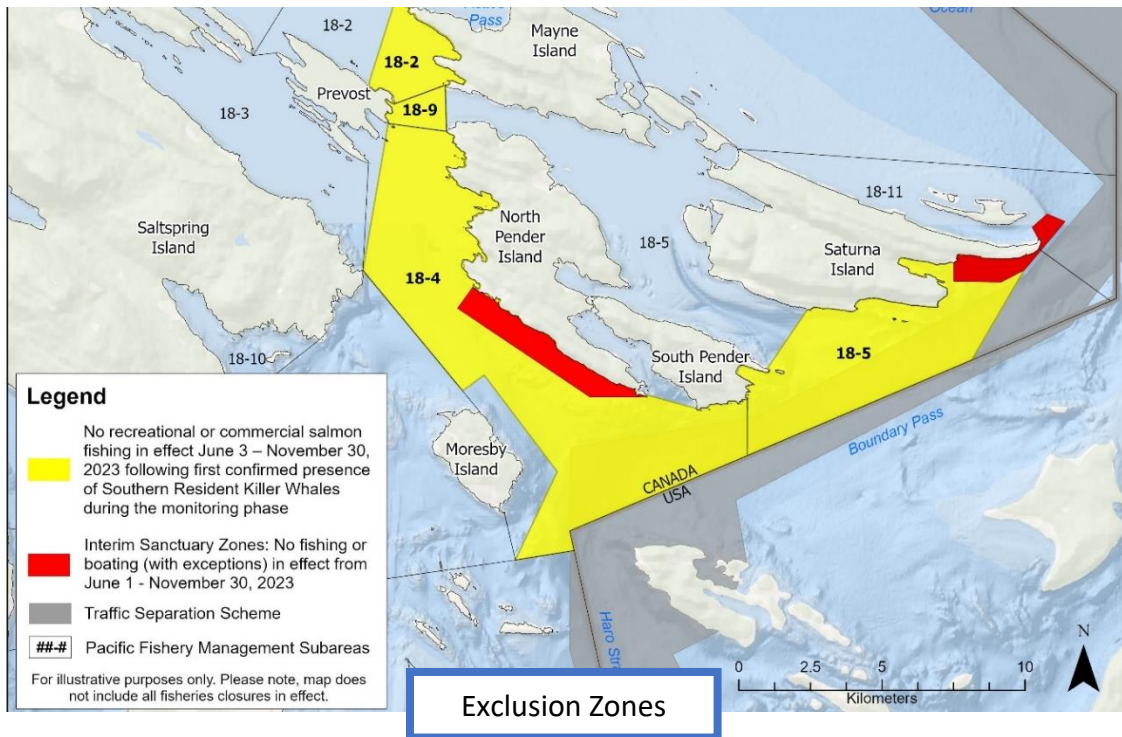 Active
Pass
Ocean
18-2
Mayne
Island
18-2
Prevost
18-9
18-3
18-11
North
Pender
Island
18-5
Saltspring
Island
Saturna
Island
18-4
South Pender
Island
18-5
18-10
Moresby
Island
Boundary Pass
CANADA
USA
Legend
No recreational or commercial salmon
fishing in effect June 3 – November 30,
2023 following first confirmed presence
of Southern Resident Killer Whales
during the monitoring phase
Interim Sanctuary Zones: No fishing or
boating (with exceptions) in effect from
June 1 - November 30, 2023
Traffic Separation Scheme
##-# Pacific Fishery Management Subareas
For illustrative purposes only. Please note, map does
not include all fisheries closures in effect.
Haro Stra
N
0 2.5 5 10
Kilometers
Exclusion Zones